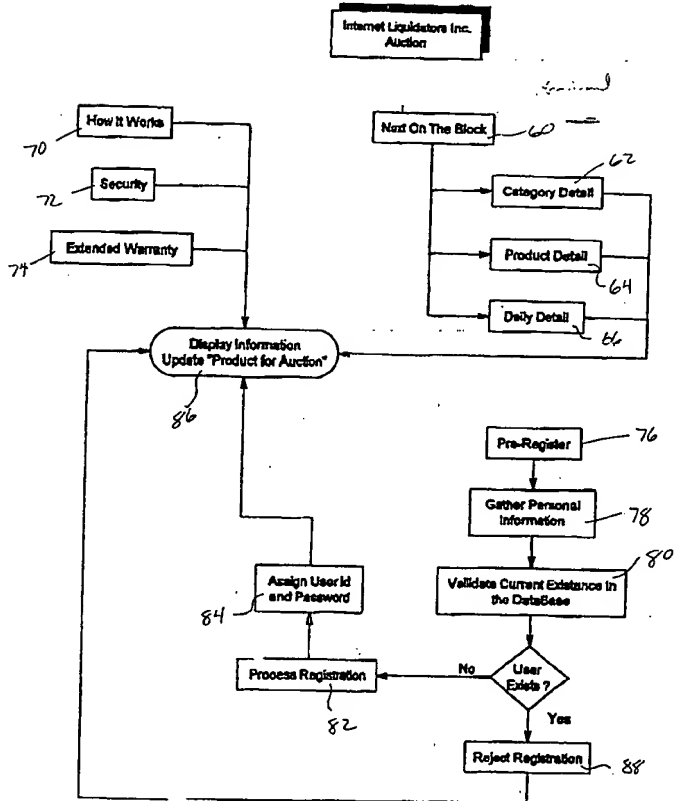 Internet Liquidators Inc.
Auction
How It Works
70
Security
72
Extended Warranty
74
Next On The Block
60
Category Detail
62
Product Detail
64
Daily Detail
66
Display Information
Update "Product for Auction"
86
Pre-Register
76
Gather Personal
Information
78
Validate Current Existance In
the DataBase
80
User
Exists ?
No
Yes
Process Registration
82
Assign User Id
and Password
84
Reject Registration
88